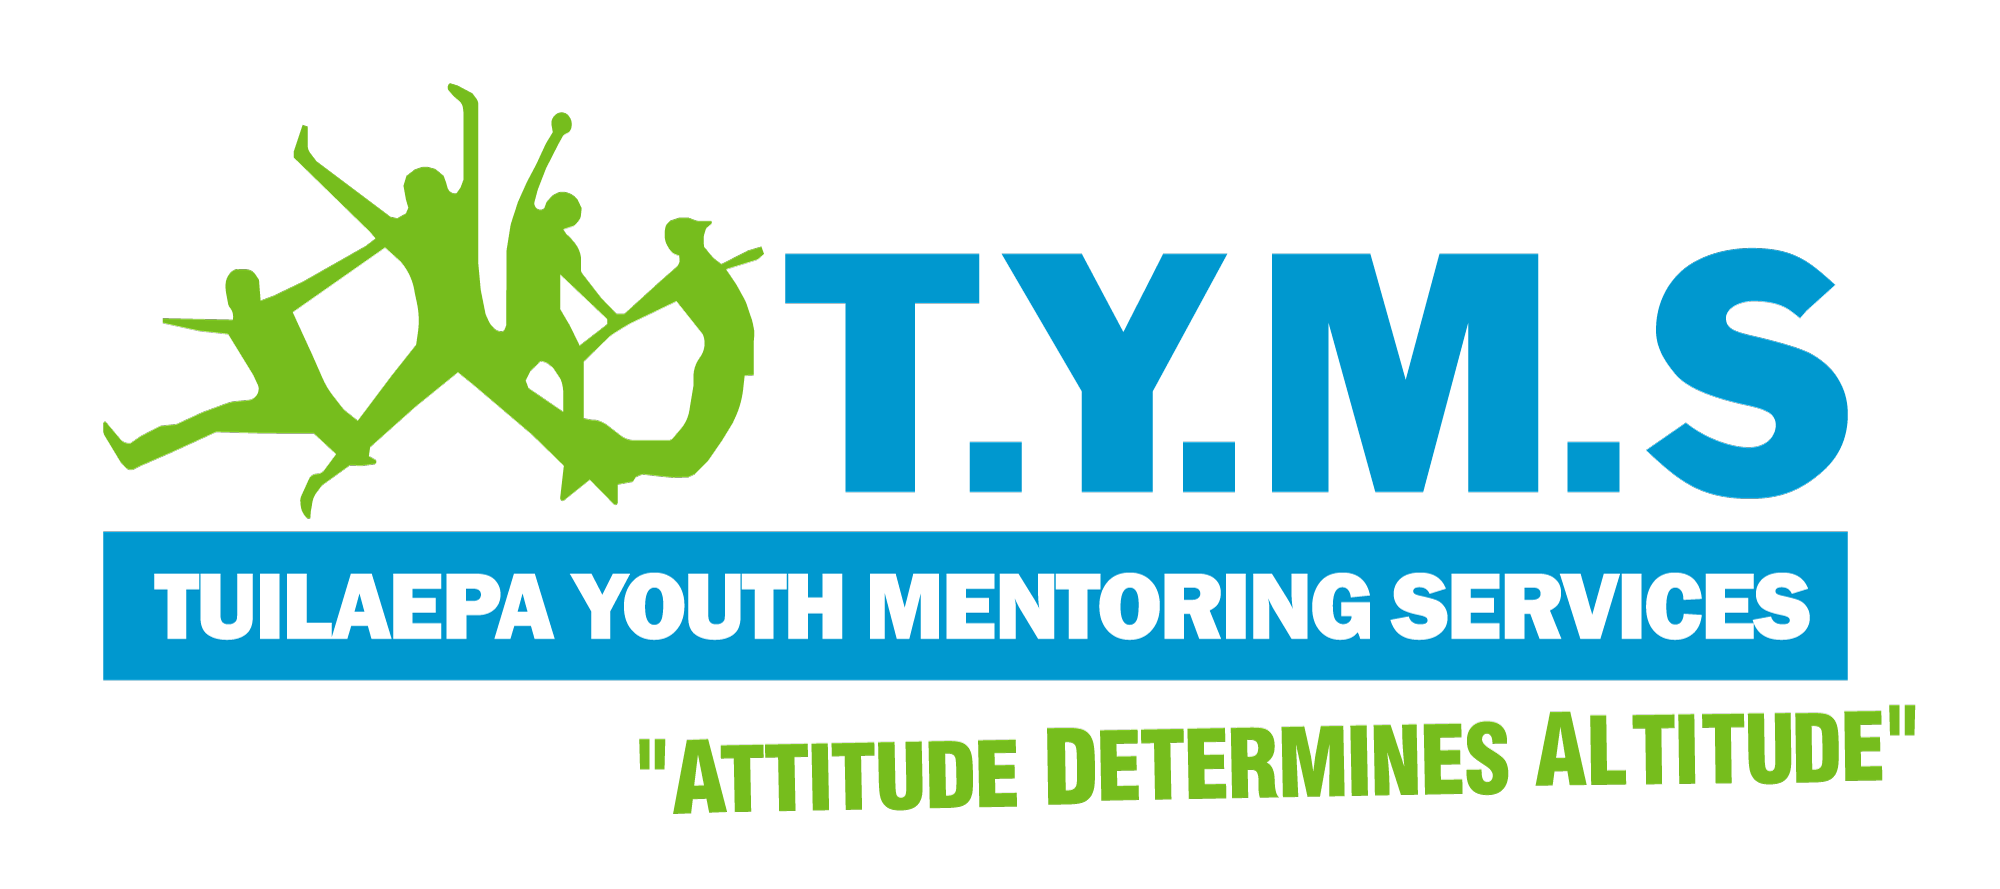 T.Y.M.S
TUILAEPA YOUTH MENTORING SERVICES
"ATTITUDE DETERMINES ALTITUDE"